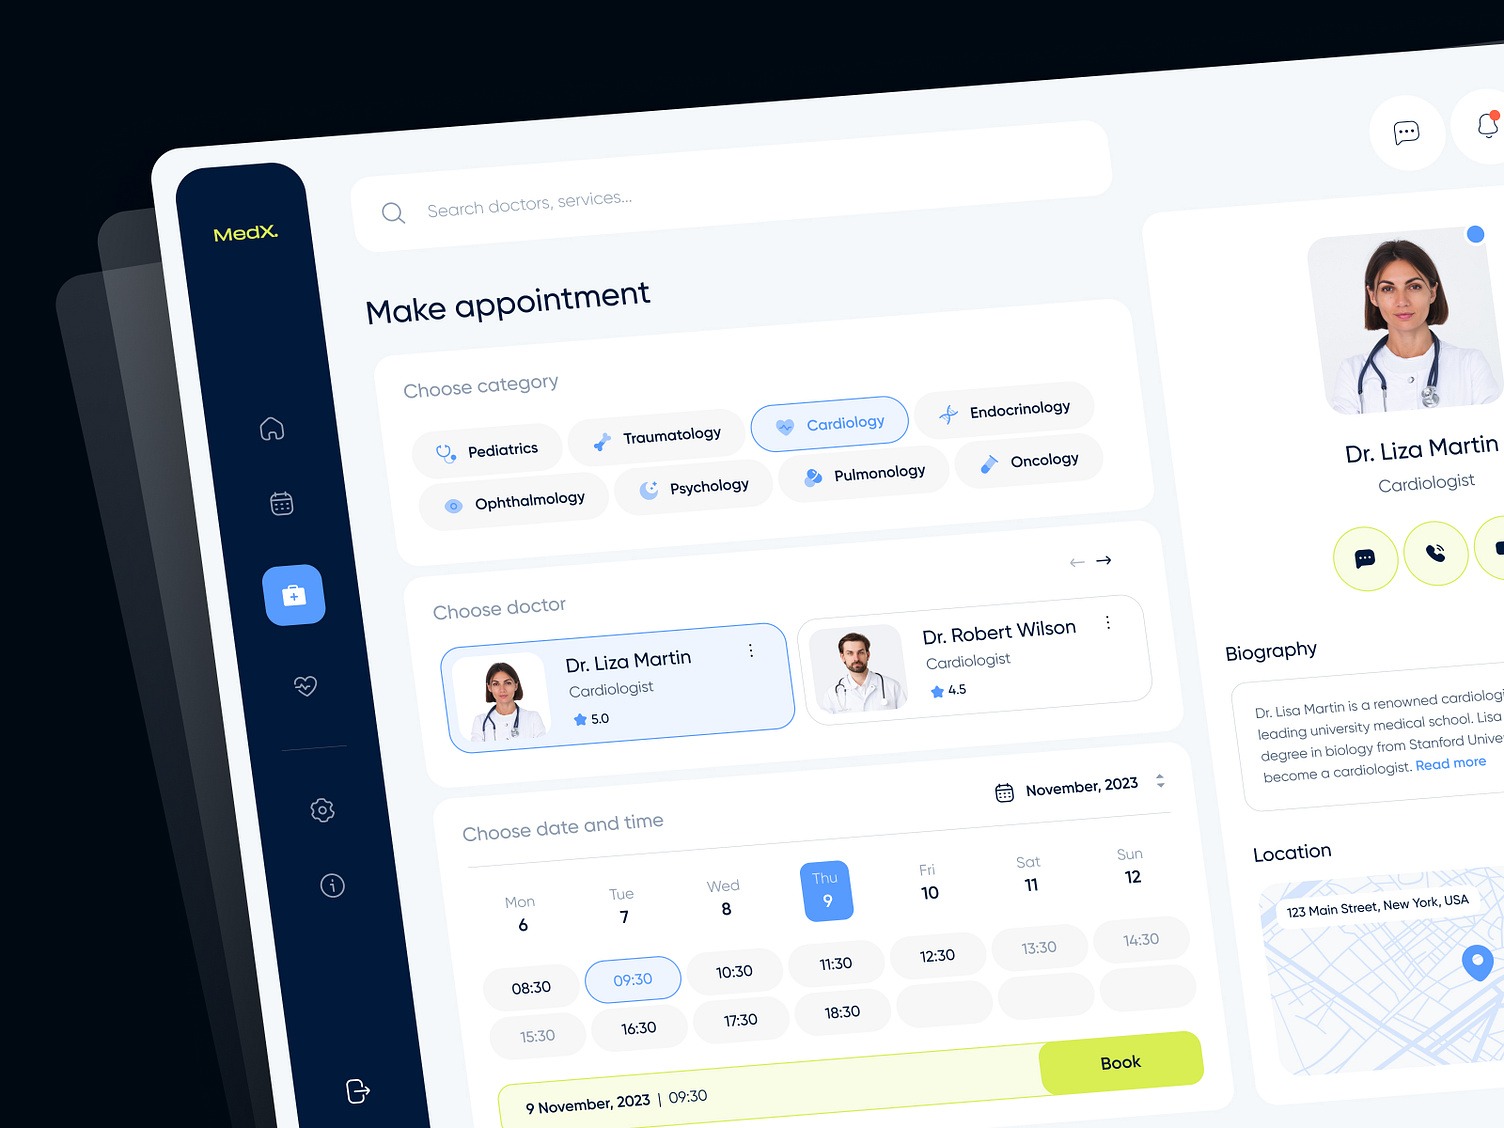 MedX.
Search doctors, services...
Make appointment
Choose category
Pediatrics
Traumatology
Cardiology
Endocrinology
Ophthalmology
Psychology
Pulmonology
Oncology
Choose doctor
Dr. Liza Martin
Cardiologist
5.0
Dr. Robert Wilson
Cardiologist
4.5
Choose date and time
November, 2023
Mon
6
Tue
7
Wed
8
Thu
9
Fri
10
Sat
11
Sun
12
08:30
09:30
10:30
11:30
12:30
13:30
14:30
15:30
16:30
17:30
18:30
9 November, 2023 | 09:30
Book
Dr. Liza Martin
Cardiologist
Biography
Dr. Lisa Martin is a renowned
leading university medical school. Lisa
degree in biology from Stanford
become a cardiologist. Read more
Location
123 Main Street, New York, USA